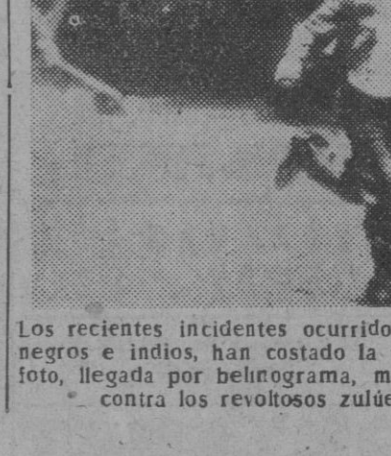 Los recientes incidentes ocurrido
negros e indios, han costado la
foto, llegada por belinograma, m
contra los revoltosos zulúe